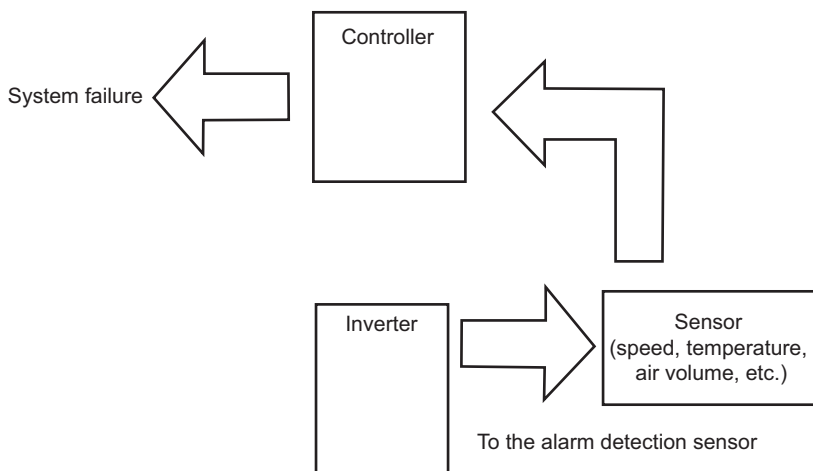 Controller
System failure
Inverter
Sensor
(speed, temperature,
air volume, etc.)
To the alarm detection sensor